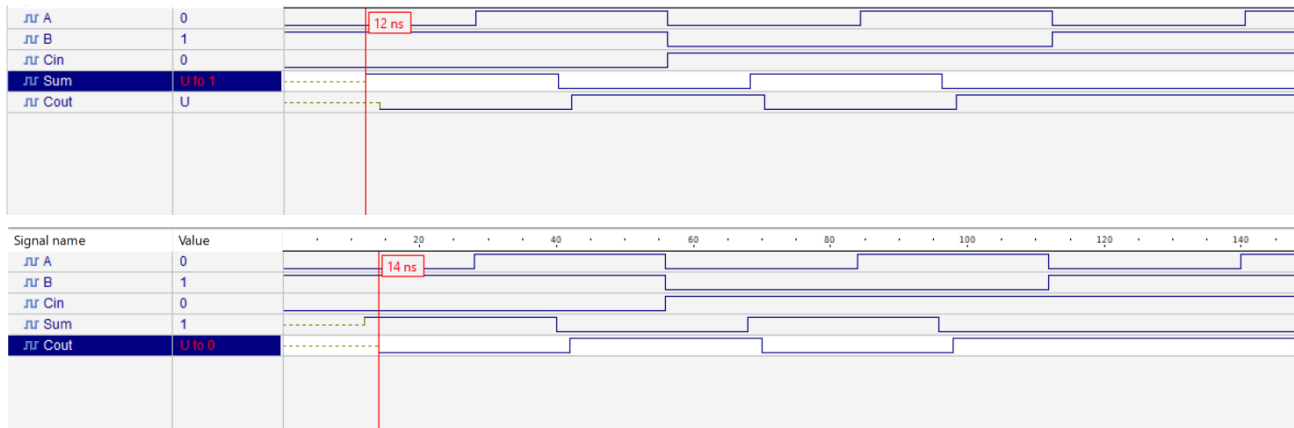 A 0
12 ns
B 1
Cin 0
Sum U to 1
Cout U
Signal name Value 20 40 60 80 100 120 140
A 0
14 ns
B 1
Cin 0
Sum 1
Cout U to 0